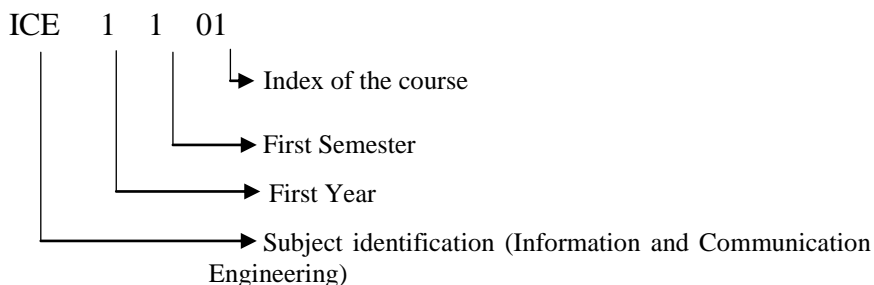 ICE 1 1 01
Index of the course
First Semester
First Year
Subject identification (Information and Communication
Engineering)